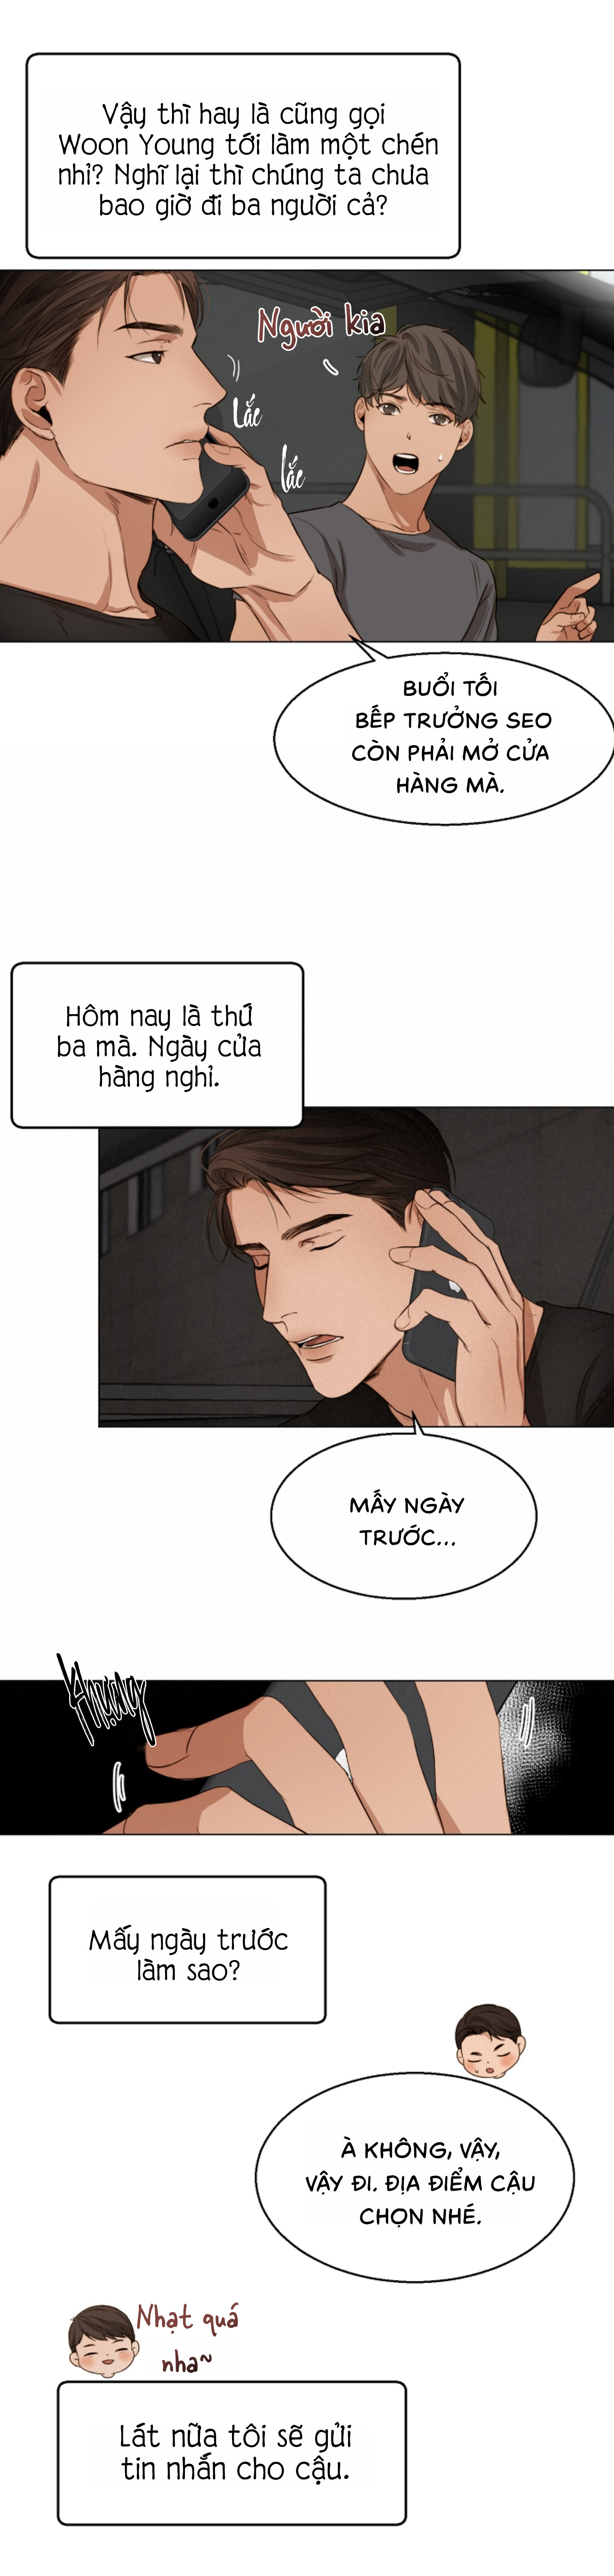 Vậy thì hay là cũng gọi
Woon Young tới làm một chén
nhỉ? Nghĩ lại thì chúng ta chưa
bao giờ đi ba người cả?
Người kia
Lắc
lắc
BUỔI TỐI
BẾP TRƯỞNG SEO
CÒN PHẢI MỞ CỬA
HÀNG MÀ.
Hôm nay là thứ
ba mà. Ngày cửa
hàng nghỉ.
MẤY NGÀY
TRƯỚC...
Khựng
Mấy ngày trước
làm sao?
À KHÔNG, VẬY,
VẬY ĐI. ĐỊA ĐIỂM CẬU
CHỌN NHÉ.
Nhạt quá
nha~
Lát nữa tôi sẽ gửi
tin nhắn cho cậu.